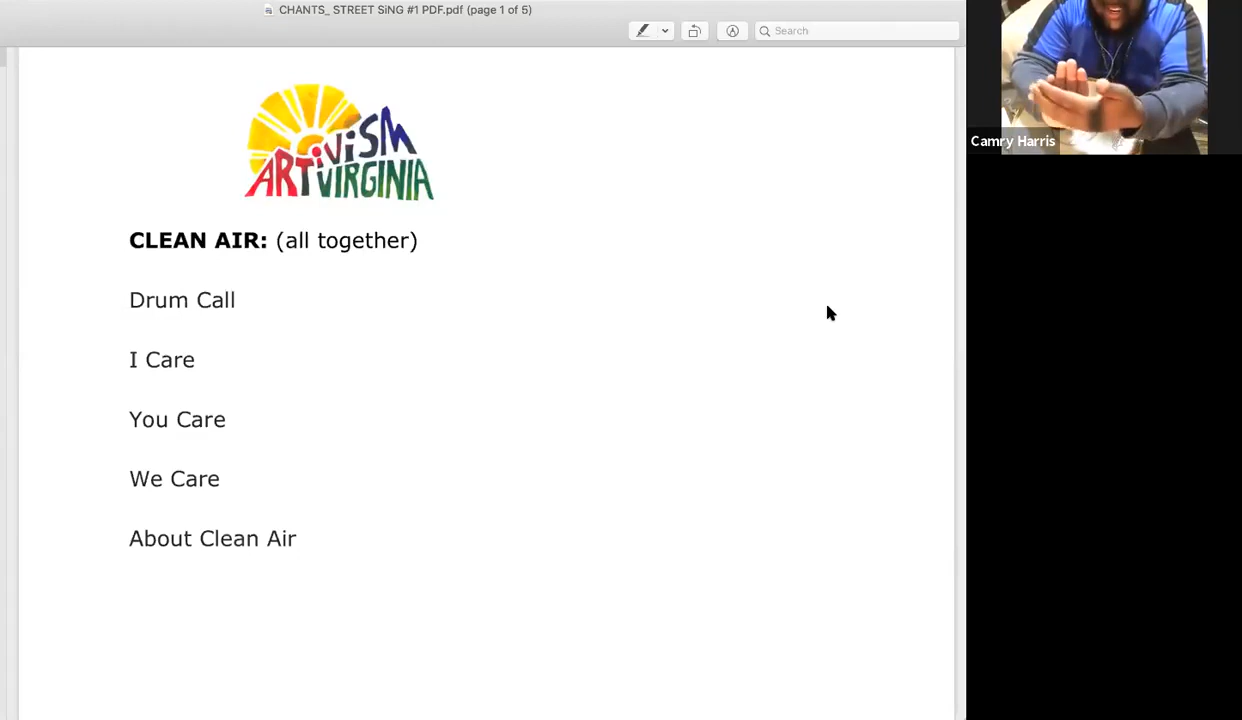 CHANTS_ STREET SiNG #1 PDF.pdf (page 1 of 5)
Search
ARTiViSM
VIRGINIA
Camry Harris
CLEAN AIR: (all together)
Drum Call
I Care
You Care
We Care
About Clean Air